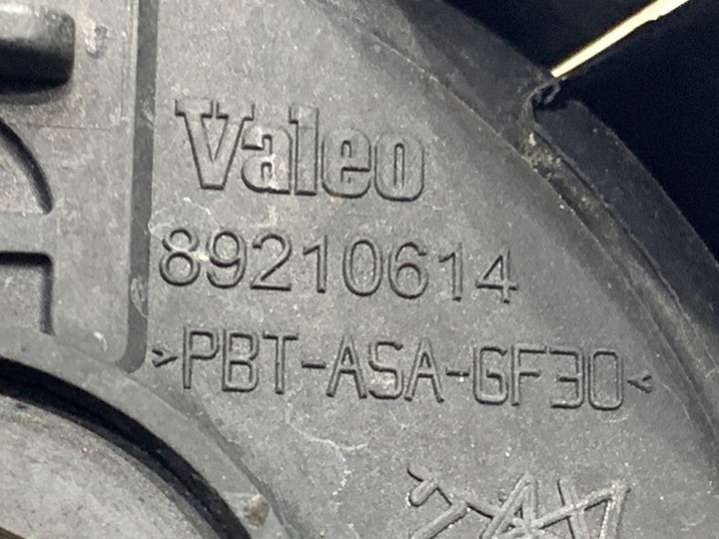 Valeo
89210614
>PBT-ASA-GF30<